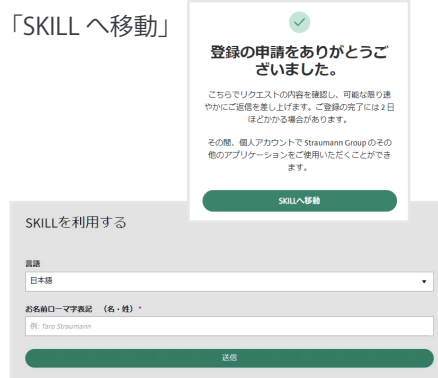 「SKILL へ移動」
登録の申請をありがとうご
ざいました。
こちらでリクエストの内容を確認し、可能な限り速
やかにご返信を差し上げます。ご登録の完了には 2 日
ほどかかる場合があります。
その間、個人アカウントで Straumann Group のその
他のアプリケーションをご使用いただくことができ
ます。
SKILLへ移動
SKILLを利用する
言語
日本語
お名前ローマ字表記　（名・姓） *
例: Taro Straumann
送信